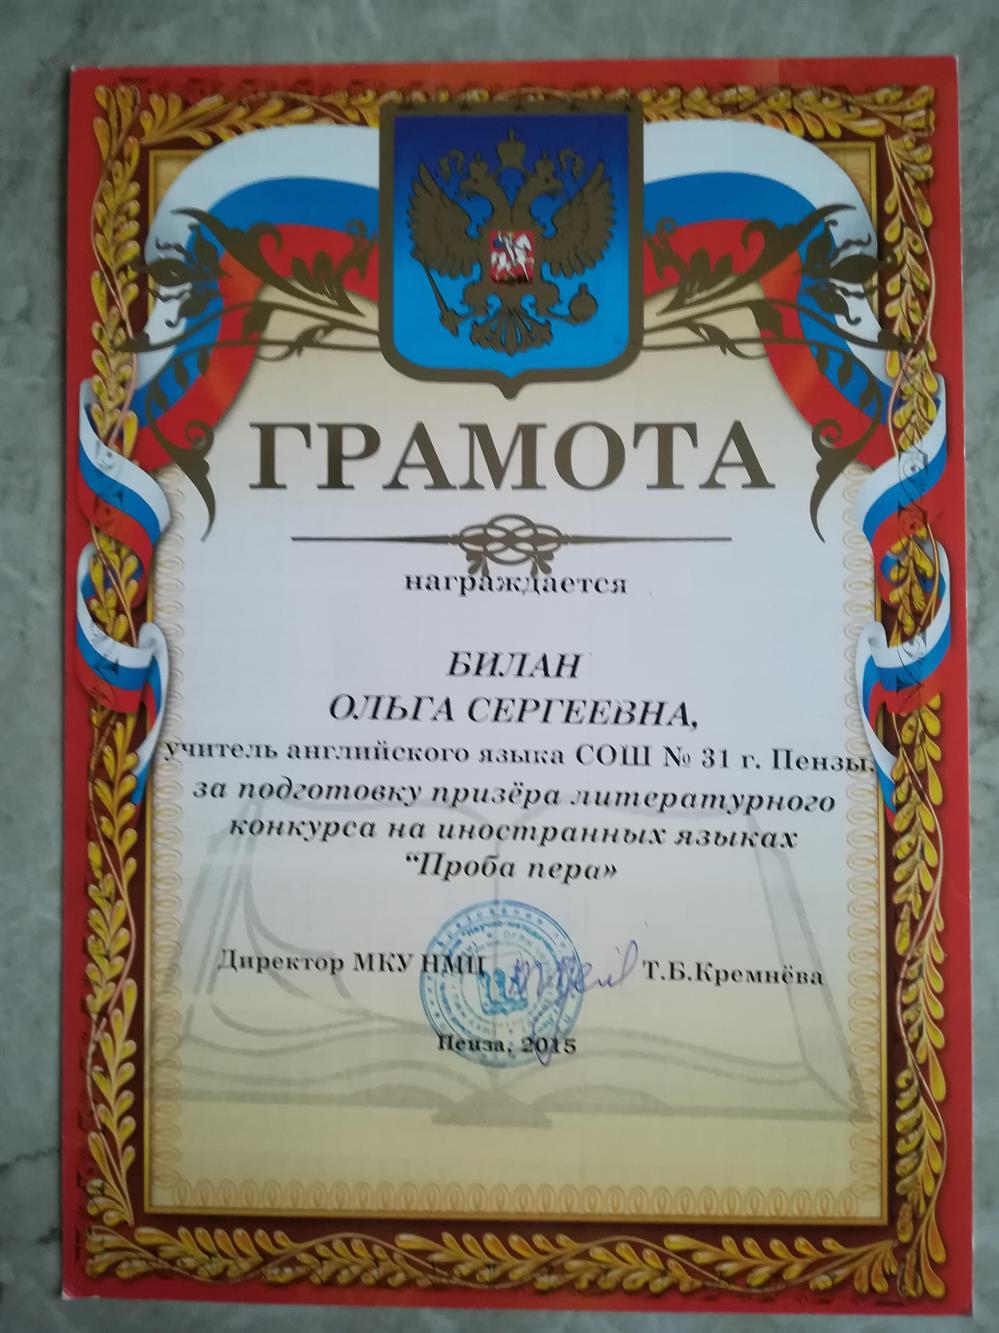 ГРАМОТА
награждается
БИЛАН
ОЛЬГА СЕРГЕЕВНА,
учитель английского языка СОШ № 31 г. Пензы.
за подготовку призёра литературного
конкурса на иностранных языках
“Проба пера»
Директор МКУ НМЦ
Т.Б.Кремнёва
Пенза, 2015